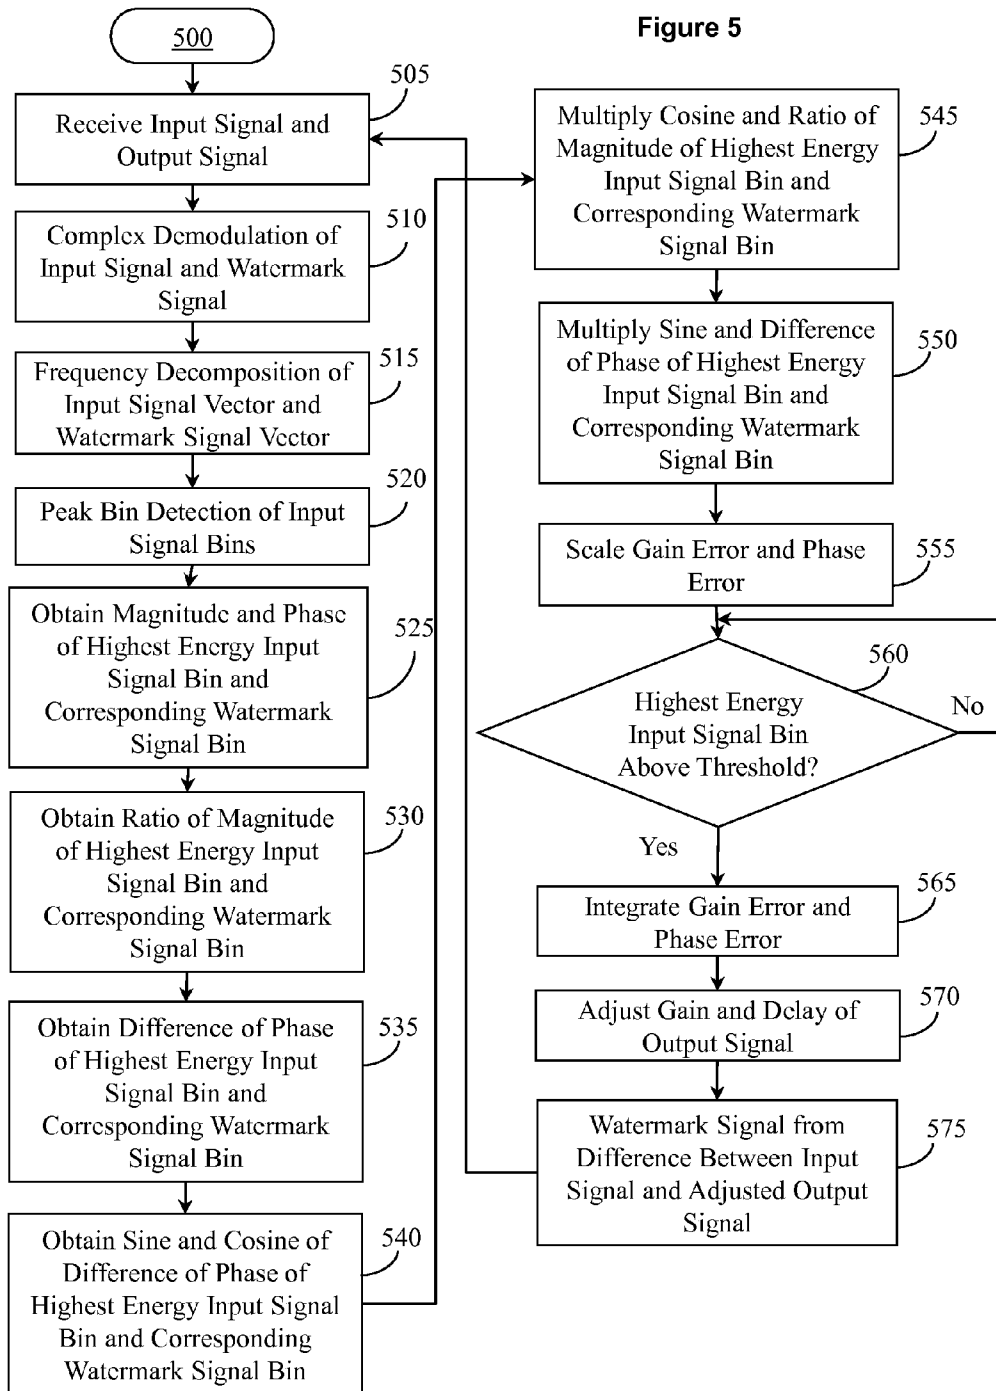 Figure 5
500
505
Receive Input Signal and
Output Signal
510
Complex Demodulation of
Input Signal and Watermark
Signal
515
Frequency Decomposition of
Input Signal Vector and
Watermark Signal Vector
520
Peak Bin Detection of Input
Signal Bins
525
Obtain Magnitude and Phase
of Highest Energy Input
Signal Bin and
Corresponding Watermark
Signal Bin
530
Obtain Ratio of Magnitude
of Highest Energy Input
Signal Bin and
Corresponding Watermark
Signal Bin
535
Obtain Difference of Phase
of Highest Energy Input
Signal Bin and
Corresponding Watermark
Signal Bin
540
Obtain Sine and Cosine of
Difference of Phase of
Highest Energy Input Signal
Bin and Corresponding
Watermark Signal Bin
545
Multiply Cosine and Ratio of
Magnitude of Highest Energy
Input Signal Bin and
Corresponding Watermark
Signal Bin
550
Multiply Sine and Difference
of Phase of Highest Energy
Input Signal Bin and
Corresponding Watermark
Signal Bin
555
Scale Gain Error and Phase
Error
560
Highest Energy
Input Signal Bin
Above Threshold?
No
Yes
565
Integrate Gain Error and
Phase Error
570
Adjust Gain and Delay of
Output Signal
575
Watermark Signal from
Difference Between Input
Signal and Adjusted Output
Signal